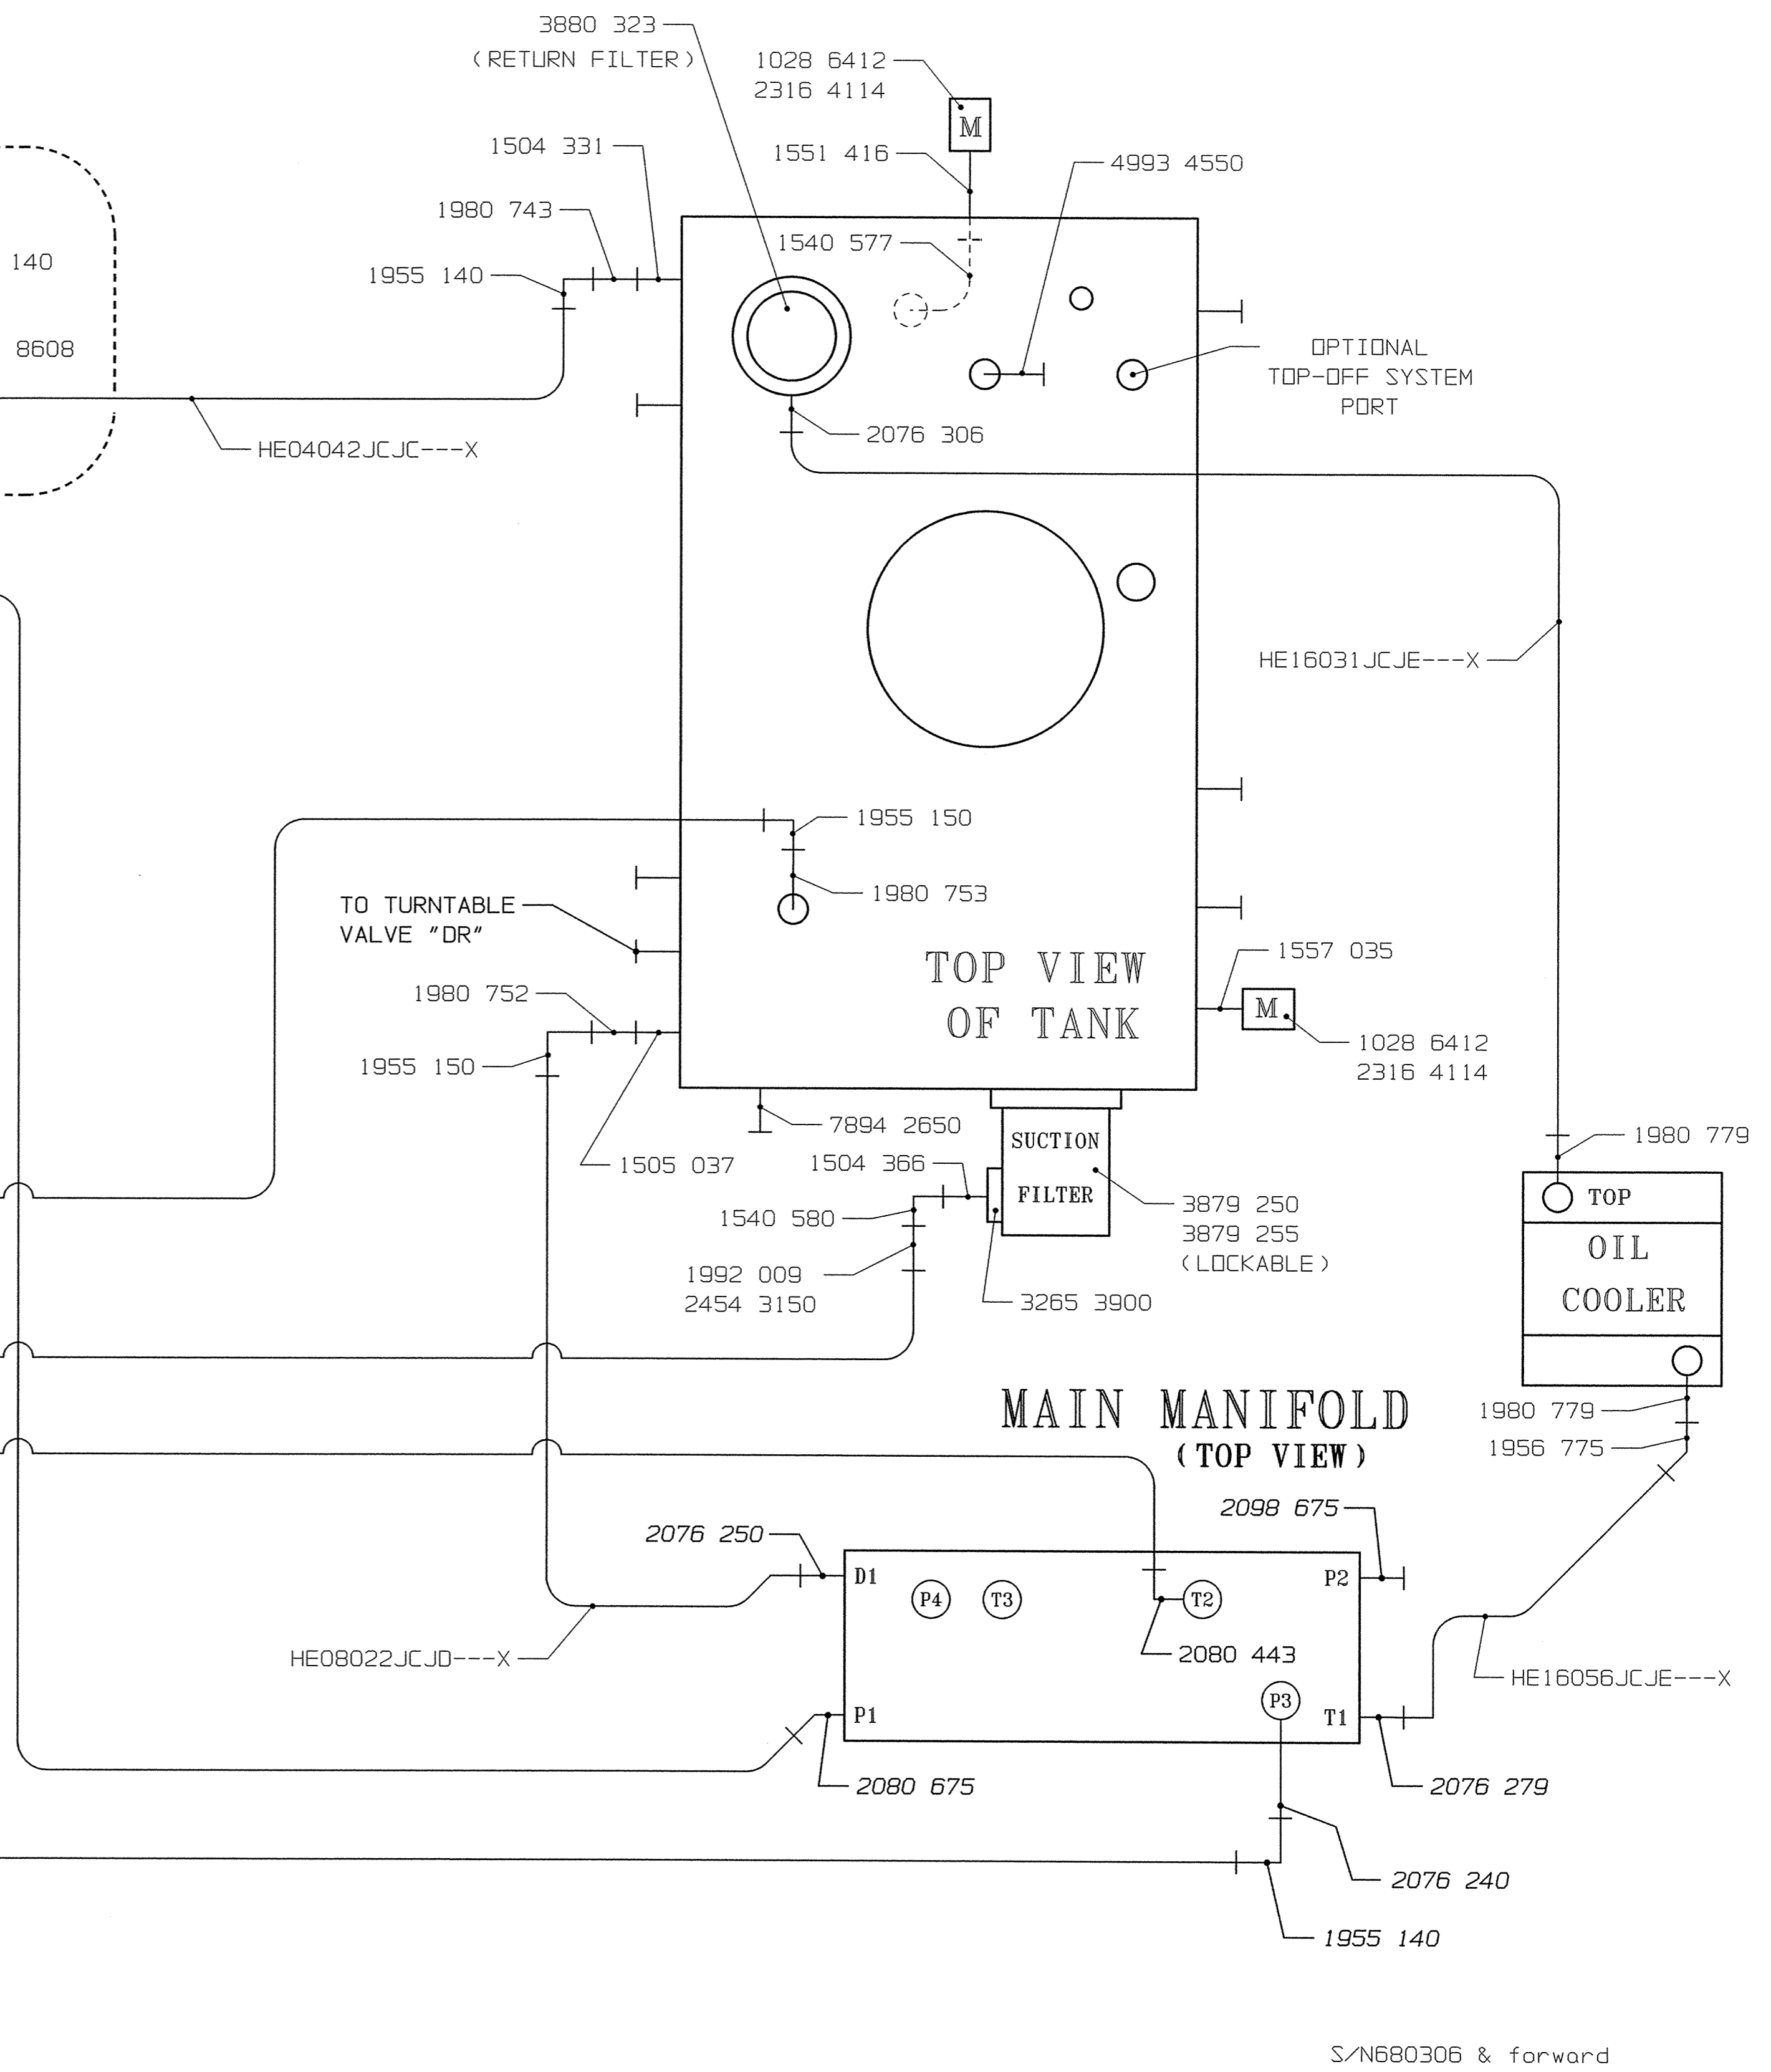 3880 323
(RETURN FILTER)
1028 6412
2316 4114
M
1504 331
1551 416
4993 4550
1980 743
1540 577
140
1955 140
8608
OPTIONAL
TOP-OFF SYSTEM
PORT
2076 306
HE04042JCJC---X
HE16031JCJE---X
1955 150
1980 753
TO TURNTABLE
VALVE "DR"
TOP VIEW
OF TANK
1557 035
1980 752
M
1028 6412
2316 4114
1955 150
7894 2650
SUCTION
FILTER
1980 779
1504 366
1505 037
TOP
OIL
COOLER
3879 250
3879 255
(LOCKABLE)
1540 580
1992 009
2454 3150
3265 3900
MAIN MANIFOLD
(TOP VIEW)
1980 779
1956 775
2098 675
2076 250
D1
P4
T3
T2
P2
2080 443
HE08022JCJD---X
HE16056JCJE---X
P3
P1
T1
2080 675
2076 279
2076 240
1955 140
S/N680306 & forward